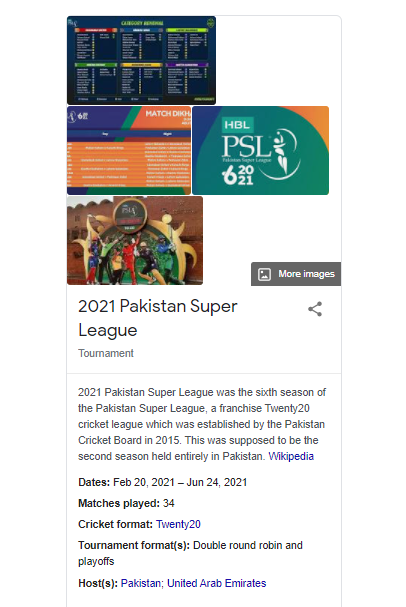 CATEGORY RENEWAL
MATCH DIKHA
HBL
PSL
Pakistan Super League
6 2021
More images
2021 Pakistan Super
League
Tournament
2021 Pakistan Super League was the sixth season of
the Pakistan Super League, a franchise Twenty20
cricket league which was established by the Pakistan
Cricket Board in 2015. This was supposed to be the
second season held entirely in Pakistan. Wikipedia
Dates: Feb 20, 2021 – Jun 24, 2021
Matches played: 34
Cricket format: Twenty20
Tournament format(s): Double round robin and
playoffs
Host(s): Pakistan; United Arab Emirates